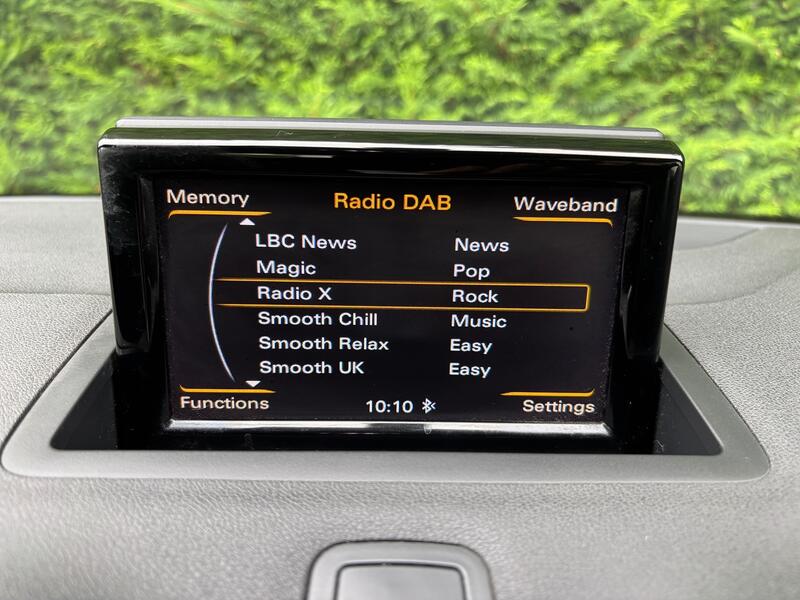 Memory Radio DAB Waveband
LBC News News
Magic Pop
Radio X Rock
Smooth Chill Music
Smooth Relax Easy
Smooth UK Easy
Functions 10:10 Settings